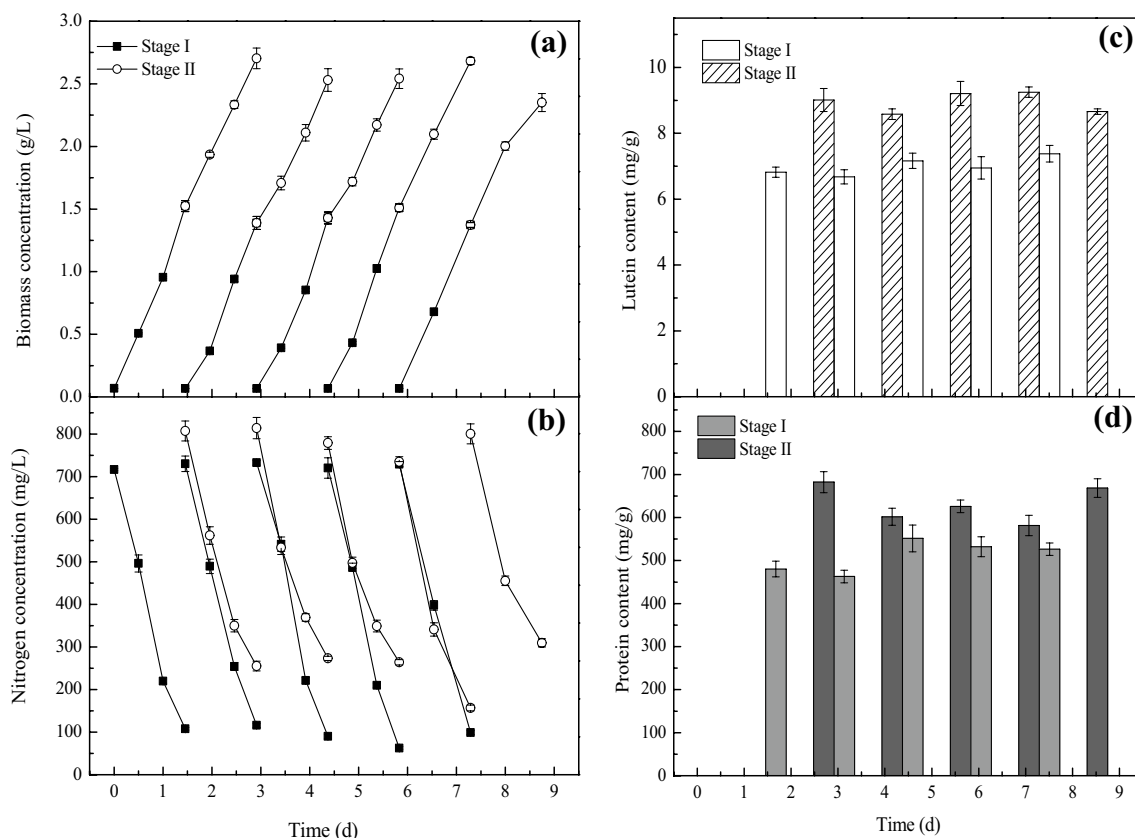 (a)
Stage I
Stage II
3.0
2.5
2.0
1.5
1.0
0.5
0.0
Biomass concentration (g/L)
(b)
800
700
600
500
400
300
200
100
0
Nitrogen concentration (mg/L)
0 1 2 3 4 5 6 7 8 9
Time (d)
(c)
Stage I
Stage II
10
8
6
4
2
0
Lutein content (mg/g)
(d)
Stage I
Stage II
800
700
600
500
400
300
200
100
0
Protein content (mg/g)
0 1 2 3 4 5 6 7 8 9
Time (d)